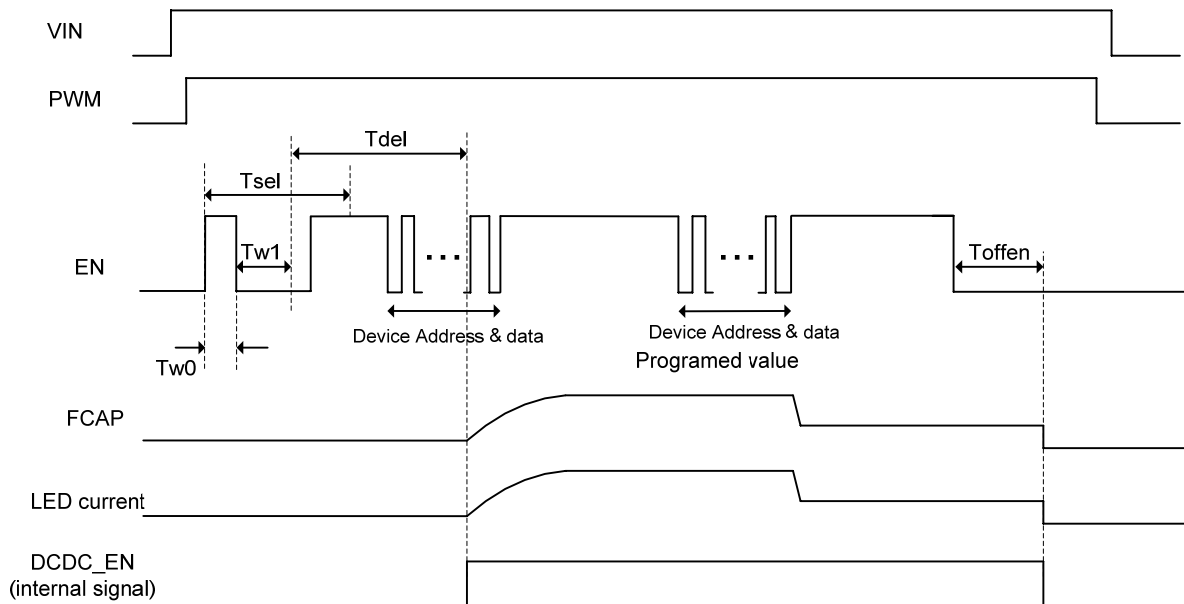 VIN
PWM
Tdel
Tsel
Tw1
EN
...
...
Toffen
Device Address & data
Device Address & data
Programed value
Tw0
FCAP
LED current
DCDC_EN
(internal signal)